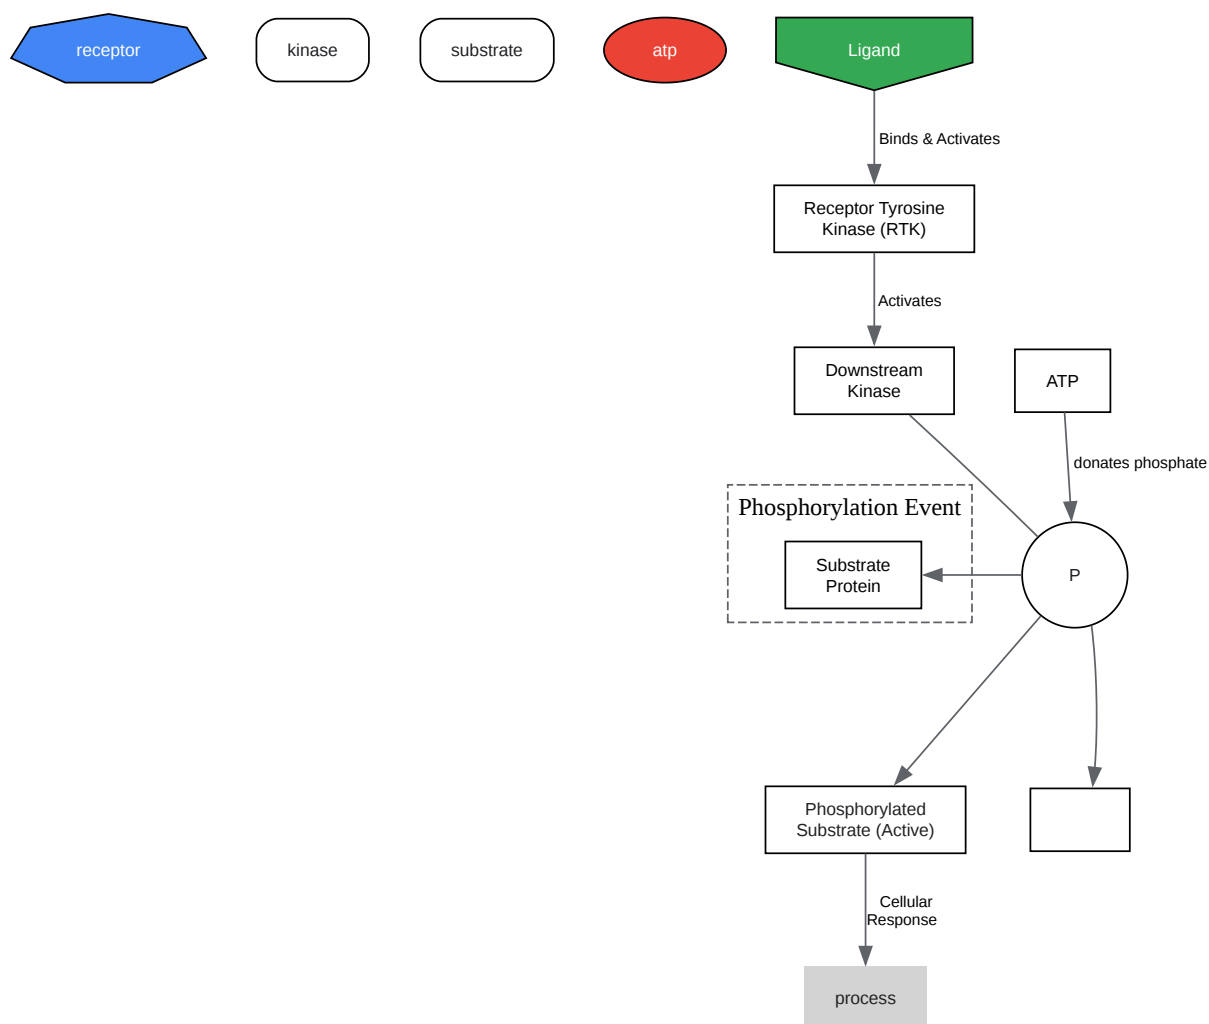 receptor
kinase
substrate
atp
Ligand
Binds & Activates
Receptor Tyrosine
Kinase (RTK)
Activates
Downstream
Kinase
ATP
donates phosphate
Phosphorylation Event
Substrate
Protein
P
Phosphorylated
Substrate (Active)
Cellular
Response
process